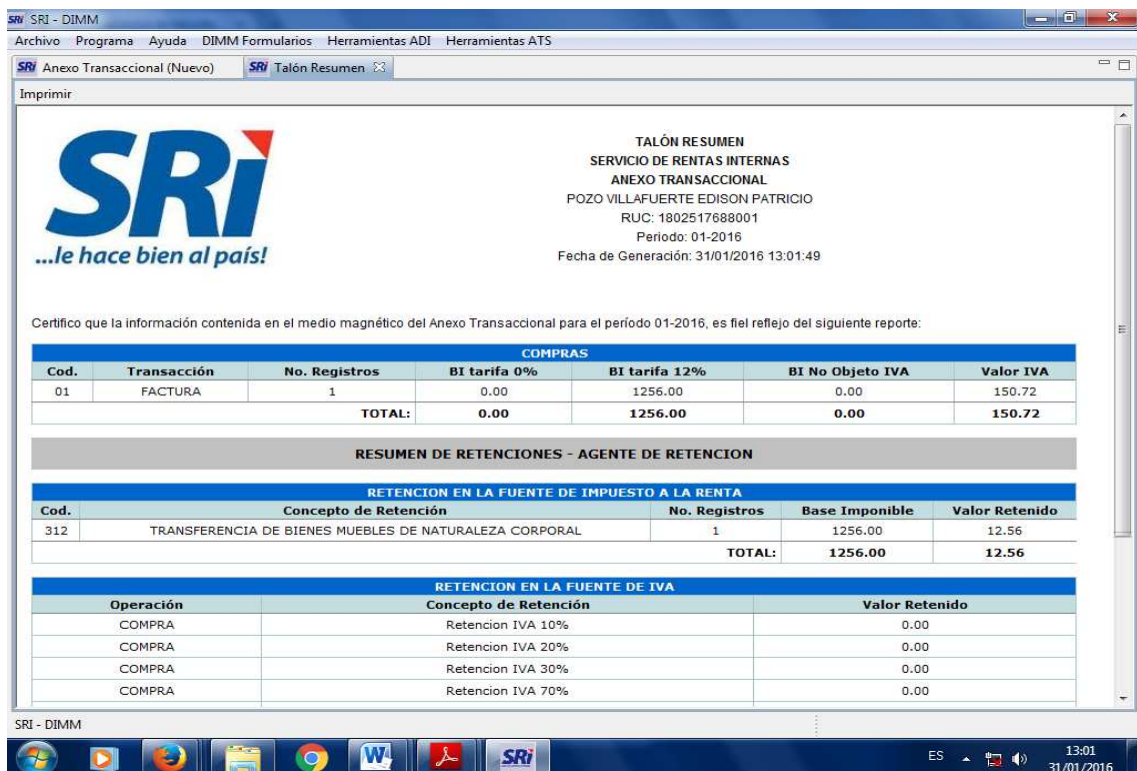 SRi SRI - DIMM
Archivo Programa Ayuda DIMM Formularios Herramientas ADI Herramientas ATS
SRi Anexo Transaccional (Nuevo) SRi Talón Resumen
Imprimir
SRi
...le hace bien al país!
TALÓN RESUMEN
SERVICIO DE RENTAS INTERNAS
ANEXO TRANSACCIONAL
POZO VILLAFUERTE EDISON PATRICIO
RUC: 1802517688001
Periodo: 01-2016
Fecha de Generación: 31/01/2016 13:01:49
Certifico que la información contenida en el medio magnético del Anexo Transaccional para el período 01-2016, es fiel reflejo del siguiente reporte:
COMPRAS
Cod. Transacción No. Registros BI tarifa 0% BI tarifa 12% BI No Objeto IVA Valor IVA
01 FACTURA 1 0.00 1256.00 0.00 150.72
TOTAL: 0.00 1256.00 0.00 150.72
RESUMEN DE RETENCIONES - AGENTE DE RETENCION
RETENCION EN LA FUENTE DE IMPUESTO A LA RENTA
Cod. Concepto de Retención No. Registros Base Imponible Valor Retenido
312 TRANSFERENCIA DE BIENES MUEBLES DE NATURALEZA CORPORAL 1 1256.00 12.56
TOTAL: 1256.00 12.56
RETENCION EN LA FUENTE DE IVA
Operación Concepto de Retención Valor Retenido
COMPRA Retencion IVA 10% 0.00
COMPRA Retencion IVA 20% 0.00
COMPRA Retencion IVA 30% 0.00
COMPRA Retencion IVA 70% 0.00
SRI - DIMM
W SRi ES 13:01
31/01/2016